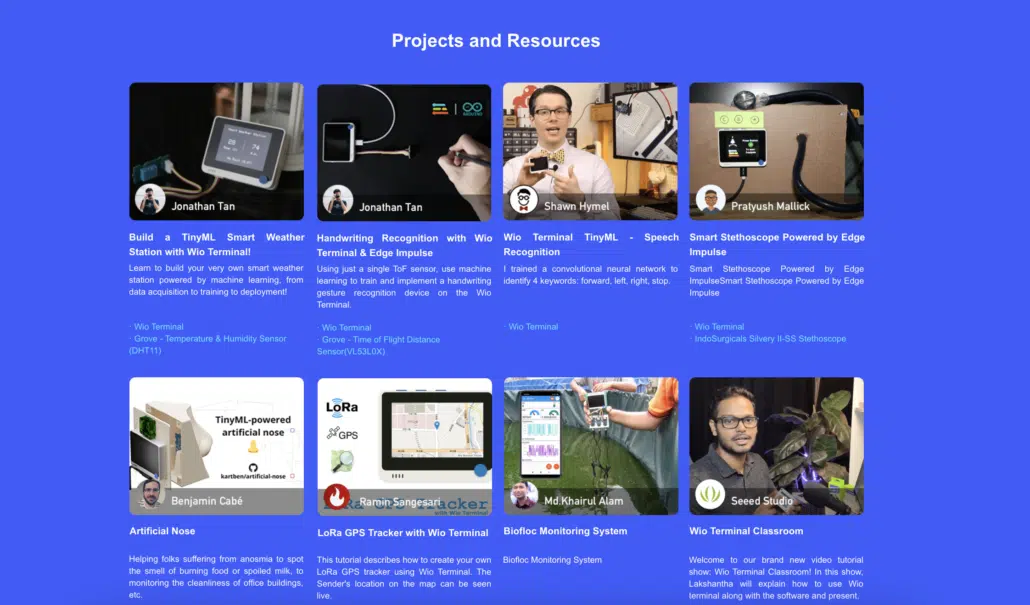 Projects and Resources
LoRa
GPS
TinyML-powered
artificial nose
kartben/artificial-nose
Jonathan Tan
Jonathan Tan
Shawn Hymel
Pratyush Mallick
Build a TinyML Smart Weather
Station with Wio Terminal!
Learn to build your very own smart weather
station powered by machine learning, from
data acquisition to training to deployment!
· Wio Terminal
· Grove - Temperature & Humidity Sensor
(DHT11)
Handwriting Recognition with Wio
Terminal & Edge Impulse
Using just a single ToF sensor, use machine
learning to train and implement a handwriting
gesture recognition device on the Wio
Terminal.
· Wio Terminal
· Grove - Time of Flight Distance
Sensor(VL53L0X)
Wio Terminal TinyML - Speech
Recognition
I trained a convolutional neural network to
identify 4 keywords: forward, left, right, stop.
· Wio Terminal
Smart Stethoscope Powered by Edge
Impulse
Smart Stethoscope Powered by Edge
ImpulseSmart Stethoscope Powered by Edge
Impulse
· Wio Terminal
· IndoSurgicals Silvery II-SS Stethoscope
Benjamin Cabé
Ramin Sangesari
LoRa GPS Tracker
with Wio Terminal
Md.Khairul Alam
Seeed Studio
Artificial Nose
Helping folks suffering from anosmia to spot
the smell of burning food or spoiled milk, to
monitoring the cleanliness of office buildings,
etc.
LoRa GPS Tracker with Wio Terminal
This tutorial describes how to create your own
LoRa GPS tracker using Wio Terminal. The
Sender's location on the map can be seen
live.
Biofloc Monitoring System
Biofloc Monitoring System
Wio Terminal Classroom
Welcome to our brand new video tutorial
show: Wio Terminal Classroom! In this show,
Lakshantha will explain how to use Wio
terminal along with the software and present.